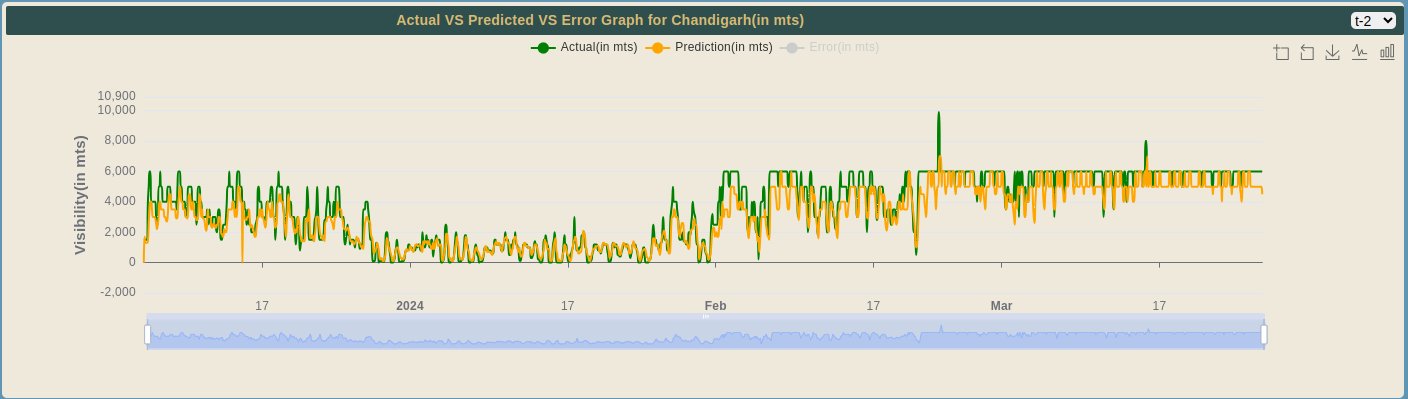 Actual VS Predicted VS Error Graph for Chandigarh(in mts)
t-2
Actual(in mts) Prediction(in mts) Error(in mts)
Visibility(in mts)
10,900
10,000
8,000
6,000
4,000
2,000
0
-2,000
17 2024 17 Feb 17 Mar 17